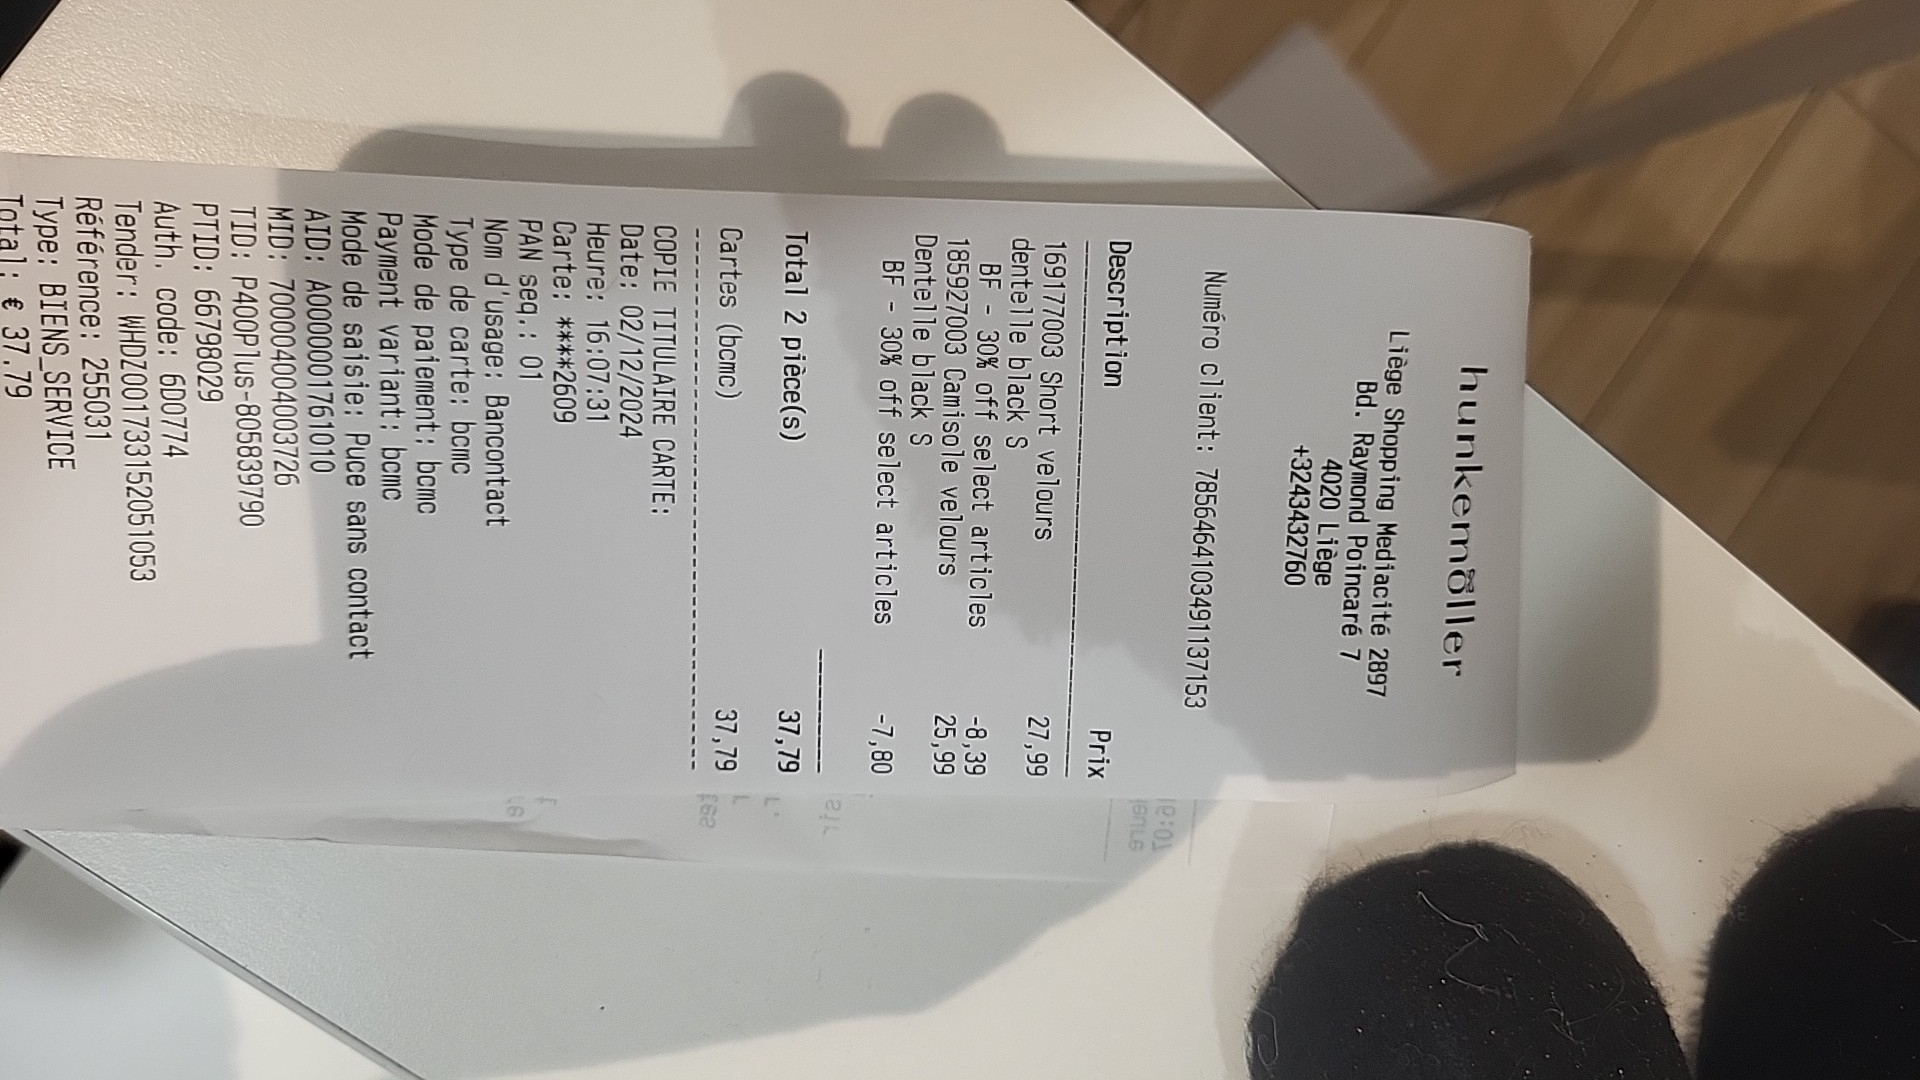 hunkemöller
Liège Shopping Mediacité 2897
Bd. Raymond Poincaré 7
4020 Liège
+3243432760
Numéro client: 7856464103491137153
Description Prix
169177003 Short velours 27,99
dentelle black S
BF - 30% off select articles -8,39
185927003 Camisole velours 25,99
Dentelle black S
BF - 30% off select articles -7,80
Total 2 pièce(s) 37,79
Cartes (bcmc) 37,79
COPIE TITULAIRE CARTE:
Date: 02/12/2024
Heure: 16:07:31
Carte: ****2609
PAN seq.: 01
Nom d'usage: Bancontact
Type de carte: bcmc
Mode de paiement: bcmc
Payment variant: bcmc
Mode de saisie: Puce sans contact
AID: A0000001761010
MID: 700004004003726
TID: P400Plus-805839790
PTID: 66798029
Auth. code: 6D0774
Tender: WHDZ001733152051053
Référence: 255031
Type: BIENS_SERVICE
Total: € 37.79